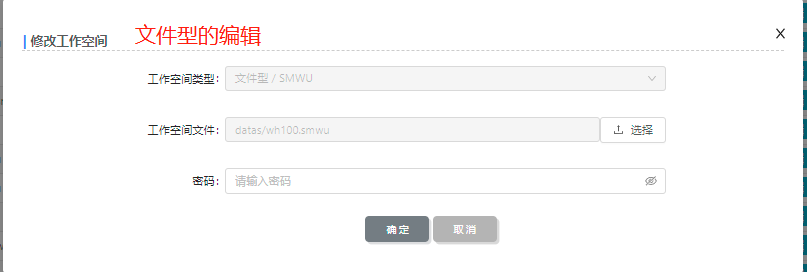 修改工作空间 文件型的编辑
工作空间类型： 文件型 / SMWU
工作空间文件： datas/wh100.smwu 选择
密码： 请输入密码
确定 取消